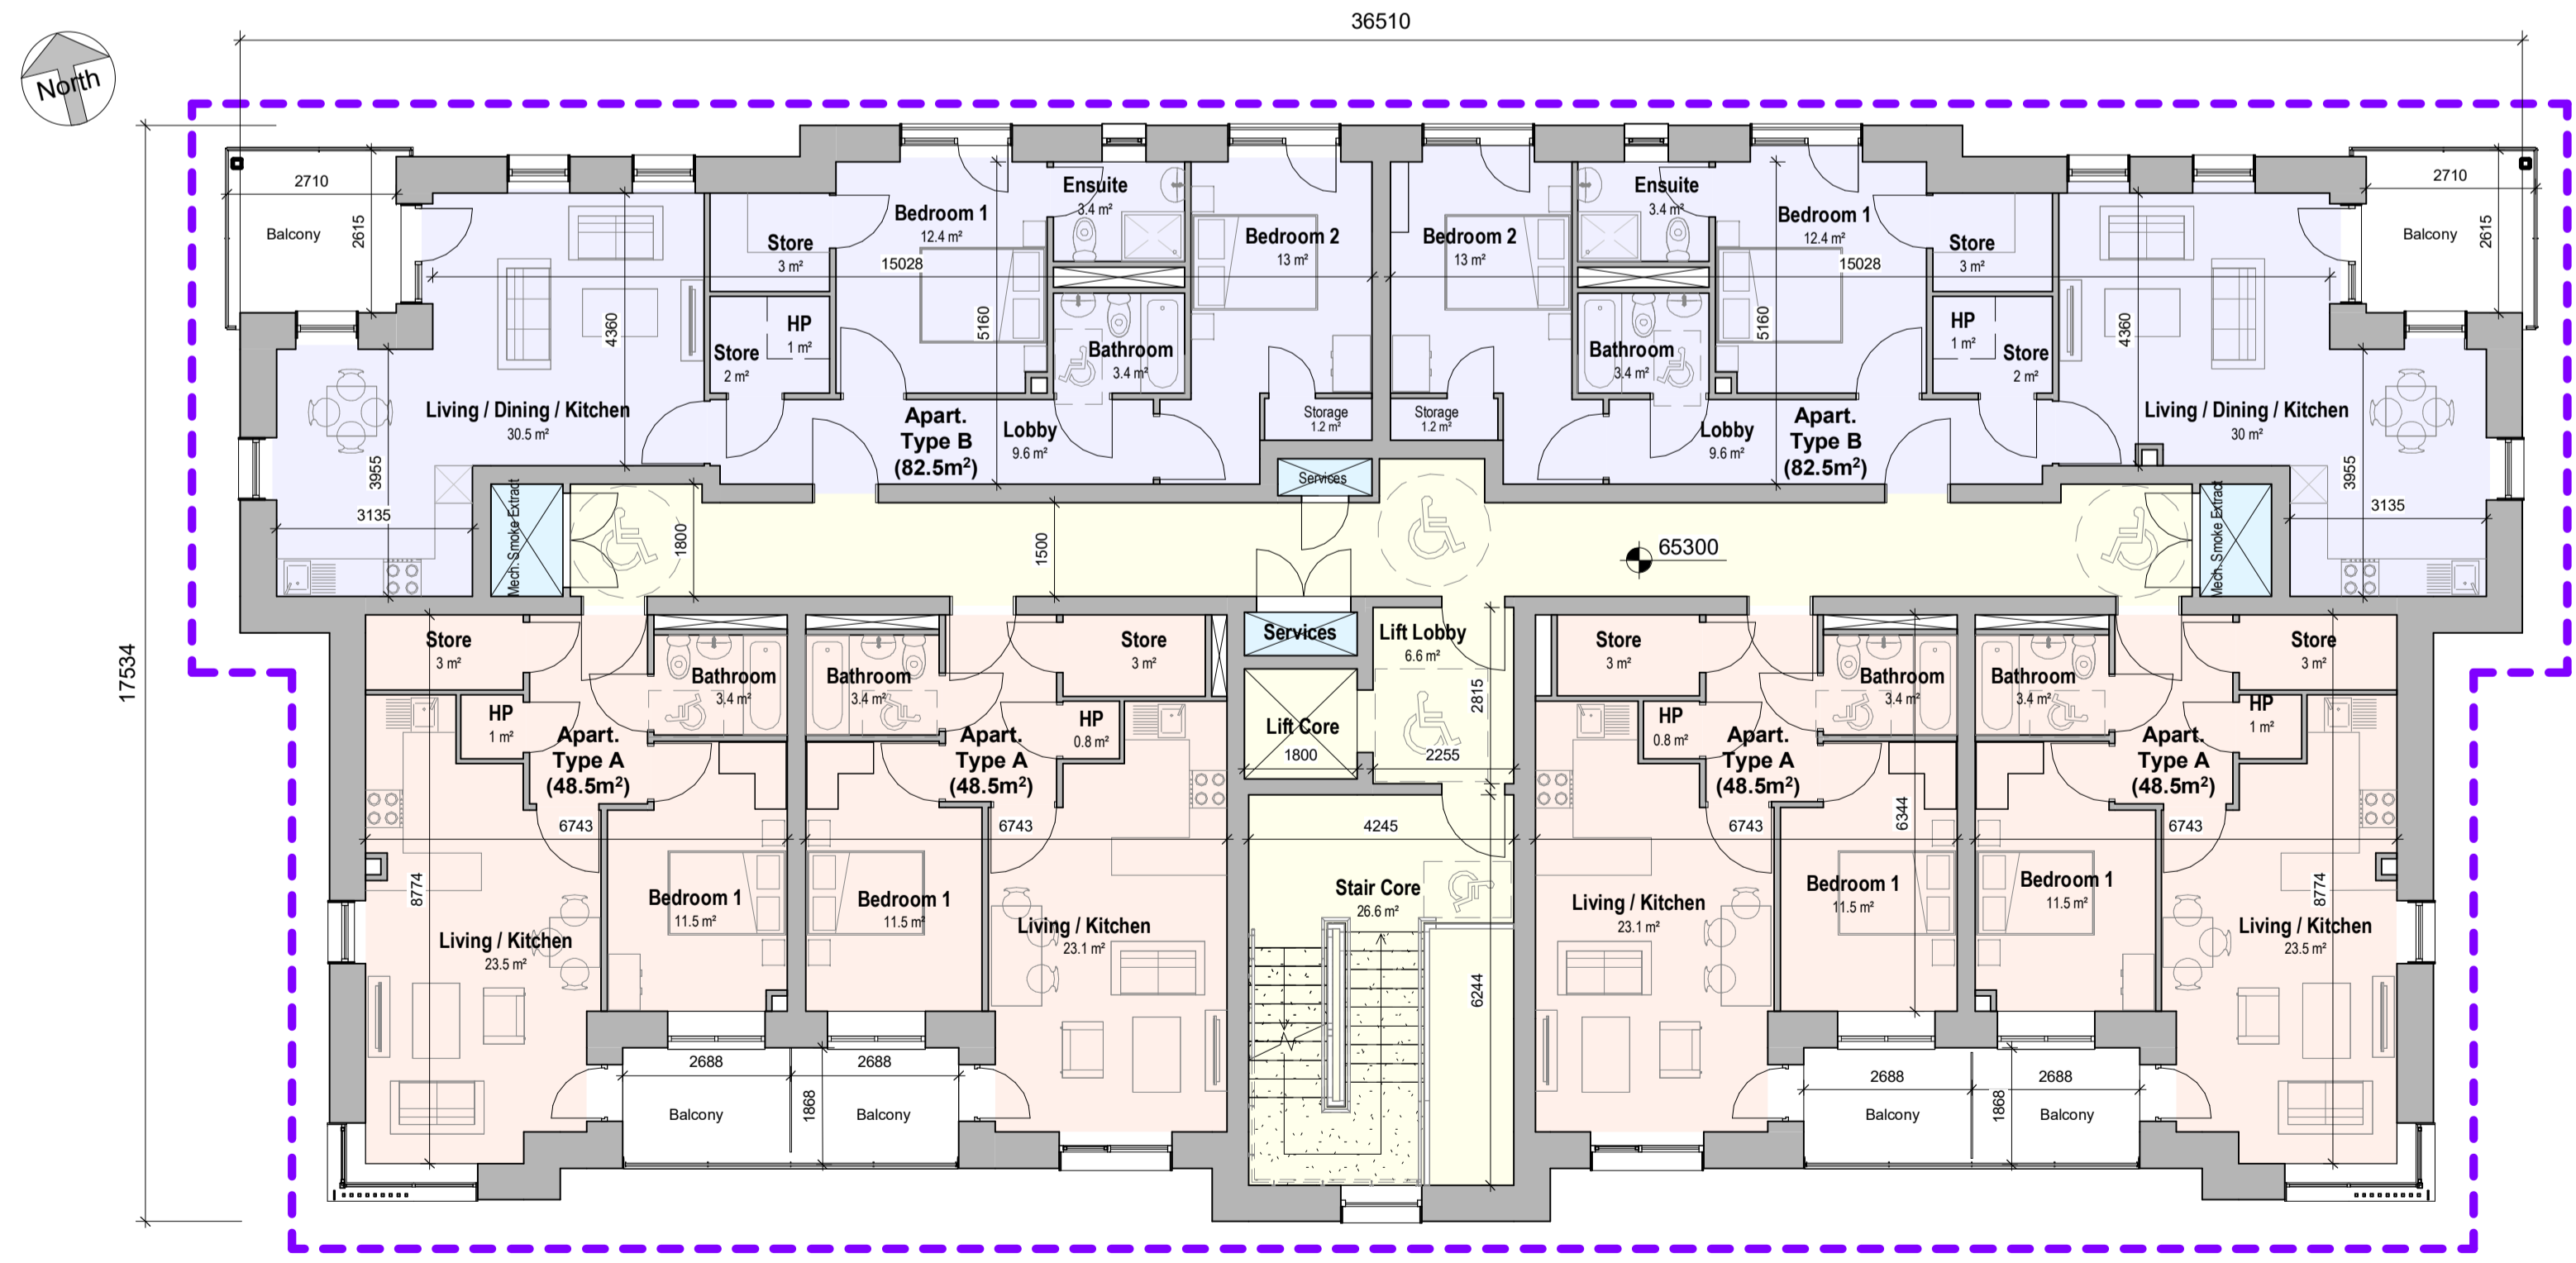 36510
North
2710
2615
Balcony
Living / Dining / Kitchen
30.5 m²
4360
3955
3135
Store
3 m²
HP
1 m²
Store
2 m²
15028
Bedroom 1
12.4 m²
5160
Ensuite
3.4 m²
Bathroom
3.4 m²
Apart.
Type B
(82.5m²)
Lobby
9.6 m²
Bedroom 2
13 m²
Storage
1.2 m²
Bedroom 2
13 m²
Storage
1.2 m²
Ensuite
3.4 m²
Bathroom
3.4 m²
Lobby
9.6 m²
Apart.
Type B
(82.5m²)
Bedroom 1
12.4 m²
15028
5160
Store
3 m²
HP
1 m²
Store
2 m²
4360
Living / Dining / Kitchen
30 m²
3955
3135
2710
2615
Balcony
Mech. Smoke Extract
1800
1500
Services
65300
Mech. Smoke Extract
17534
Store
3 m²
HP
1 m²
Bathroom
3.4 m²
Apart.
Type A
(48.5m²)
6743
8774
Bedroom 1
11.5 m²
Living / Kitchen
23.5 m²
Bathroom
3.4 m²
Store
3 m²
HP
0.8 m²
Apart.
Type A
(48.5m²)
6743
Bedroom 1
11.5 m²
Living / Kitchen
23.1 m²
2688
2688
1868
Balcony
Balcony
Services
Lift Lobby
6.6 m²
2815
Lift Core
1800
2255
4245
Stair Core
26.6 m²
6244
Store
3 m²
HP
0.8 m²
Bathroom
3.4 m²
Apart.
Type A
(48.5m²)
6743
6344
Bedroom 1
11.5 m²
Living / Kitchen
23.1 m²
Bathroom
3.4 m²
Store
3 m²
HP
1 m²
Apart.
Type A
(48.5m²)
6743
8774
Bedroom 1
11.5 m²
Living / Kitchen
23.5 m²
2688
2688
1868
Balcony
Balcony